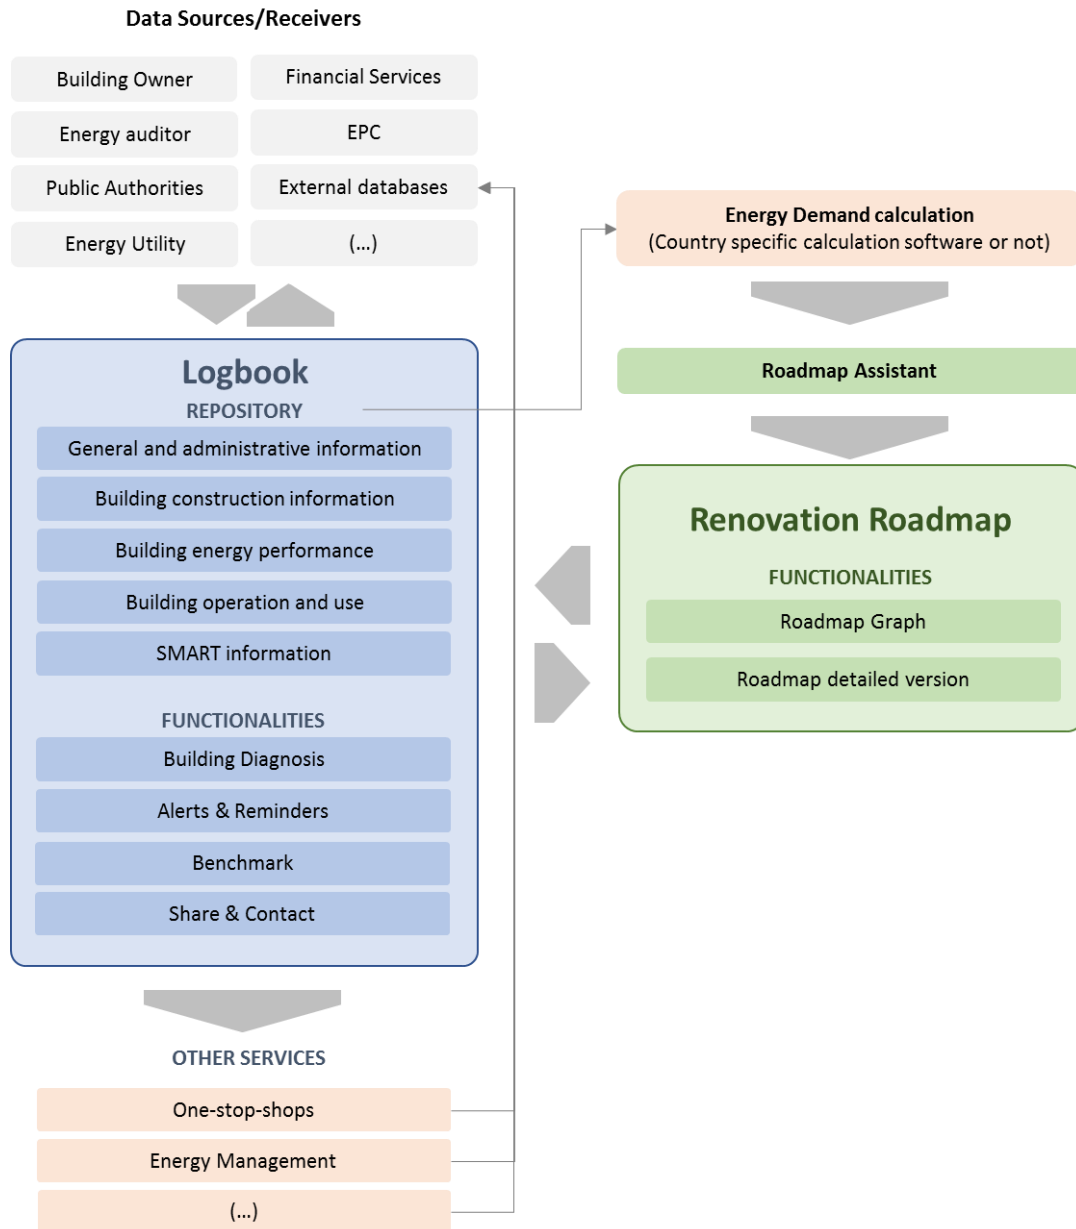 Data Sources/Receivers
Building Owner
Financial Services
Energy auditor
EPC
Public Authorities
External databases
Energy Utility
(...)
Energy Demand calculation
(Country specific calculation software or not)
Roadmap Assistant
Logbook
REPOSITORY
General and administrative information
Building construction information
Building energy performance
Building operation and use
SMART information
FUNCTIONALITIES
Building Diagnosis
Alerts & Reminders
Benchmark
Share & Contact
Renovation Roadmap
FUNCTIONALITIES
Roadmap Graph
Roadmap detailed version
OTHER SERVICES
One-stop-shops
Energy Management
(...)